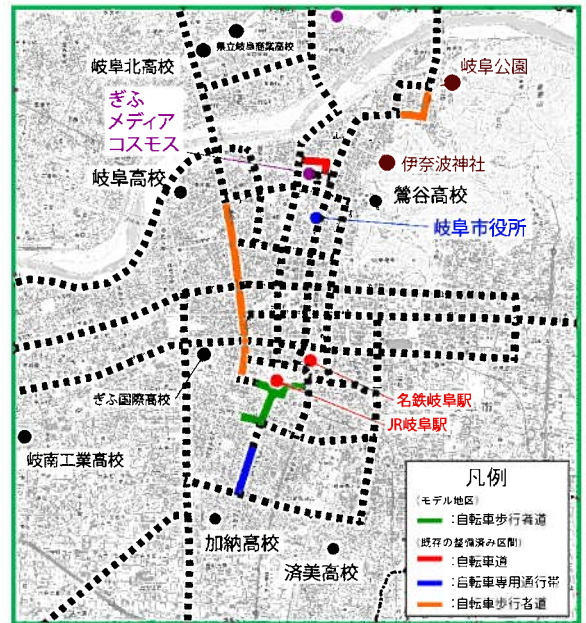 県立岐阜商業高校
岐阜北高校
岐阜公園
ぎふ
メディア
コスモス
伊奈波神社
岐阜高校
鶯谷高校
岐阜市役所
ぎふ国際高校
名鉄岐阜駅
JR岐阜駅
岐南工業高校
加納高校
済美高校
凡例
(モデル地区)
:自転車歩行者道
(既存の整備済み区間)
:自転車道
:自転車専用通行帯
:自転車歩行者道